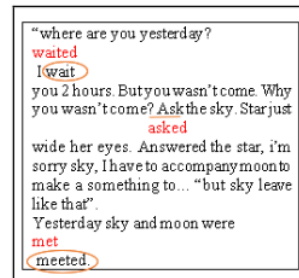 “where are you yesterday?
waited
I wait
you 2 hours. But you wasn’t come. Why
you wasn’t come? Ask the sky. Star just
asked
wide her eyes. Answered the star, i’m
sorry sky, I have to accompany moon to
make a something to... “but sky leave
like that”.
Yesterday sky and moon were
met
meeted.